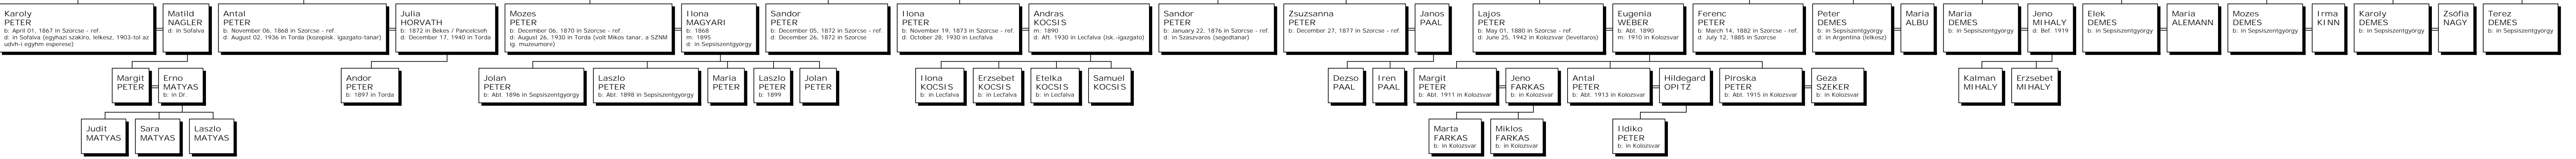 Karoly
PETER
b: April 01, 1867 in Szorcse - ref.
d: in Sofalva (egyhazi szakiro, lelkesz, 1903-tol az
udvh-i egyhm esperese)
Matild
NAGLER
d: in Sofalva
Antal
PETER
b: November 06, 1868 in Szorcse - ref.
d: August 02, 1936 in Torda (kozepisk. igazgato-tanar)
Julia
HORVATH
b: 1872 in Bekes / Pancelcseh
d: December 17, 1940 in Torda
Mozes
PETER
b: December 06, 1870 in Szorcse - ref.
d: August 26, 1930 in Torda (volt Mikos tanar, a SZNM
ig. muzeumore)
Ilona
MAGYARI
b: 1868
m: 1895
d: in Sepsiszentgyorgy
Sandor
PETER
b: December 05, 1872 in Szorcse - ref.
d: December 26, 1872 in Szorcse
Ilona
PETER
b: November 19, 1873 in Szorcse - ref.
d: October 28, 1930 in Lecfalva
Andras
KOCSIS
m: 1890
d: Aft. 1930 in Lecfalva (isk.-igazgato)
Sandor
PETER
b: January 22, 1876 in Szorcse - ref.
d: in Szaszvaros (segedtanar)
Zsuzsanna
PETER
b: December 27, 1877 in Szorcse - ref.
Janos
PAAL
Lajos
PETER
b: May 01, 1880 in Szorcse - ref.
d: June 25, 1942 in Kolozsvar (leveltaros)
Eugenia
WEBER
b: Abt. 1890
m: 1910 in Kolozsvar
Ferenc
PETER
b: March 14, 1882 in Szorcse - ref.
d: July 12, 1885 in Szorcse
Peter
DEMES
b: in Sepsiszentgyorgy
d: in Argentina (lelkesz)
Maria
ALBU
Maria
DEMES
b: in Sepsiszentgyorgy
Jeno
MIHALY
d: Bef. 1919
Elek
DEMES
b: in Sepsiszentgyorgy
Maria
ALEMANN
Mozes
DEMES
b: in Sepsiszentgyorgy
Irma
KINN
Karoly
DEMES
b: in Sepsiszentgyorgy
Zsófia
NAGY
Terez
DEMES
b: in Sepsiszentgyorgy
Margit
PETER
Erno
MATYAS
b: in Dr.
Andor
PETER
b: 1897 in Torda
Jolan
PETER
b: Abt. 1896 in Sepsiszentgyorgy
Laszlo
PETER
b: Abt. 1898 in Sepsiszentgyorgy
Maria
PETER
Laszlo
PETER
b: 1899
Jolan
PETER
Ilona
KOCSIS
b: in Lecfalva
Erzsebet
KOCSIS
b: in Lecfalva
Etelka
KOCSIS
b: in Lecfalva
Samuel
KOCSIS
Dezso
PAAL
Iren
PAAL
Margit
PETER
b: Abt. 1911 in Kolozsvar
Jeno
FARKAS
b: in Kolozsvar
Antal
PETER
b: Abt. 1913 in Kolozsvar
Hildegard
OPITZ
Piroska
PETER
b: Abt. 1915 in Kolozsvar
Geza
SZEKER
b: in Kolozsvar
Kalman
MIHALY
Erzsebet
MIHALY
Judit
MATYAS
Sara
MATYAS
Laszlo
MATYAS
Marta
FARKAS
b: in Kolozsvar
Miklos
FARKAS
b: in Kolozsvar
Ildiko
PETER
b: in Kolozsvar